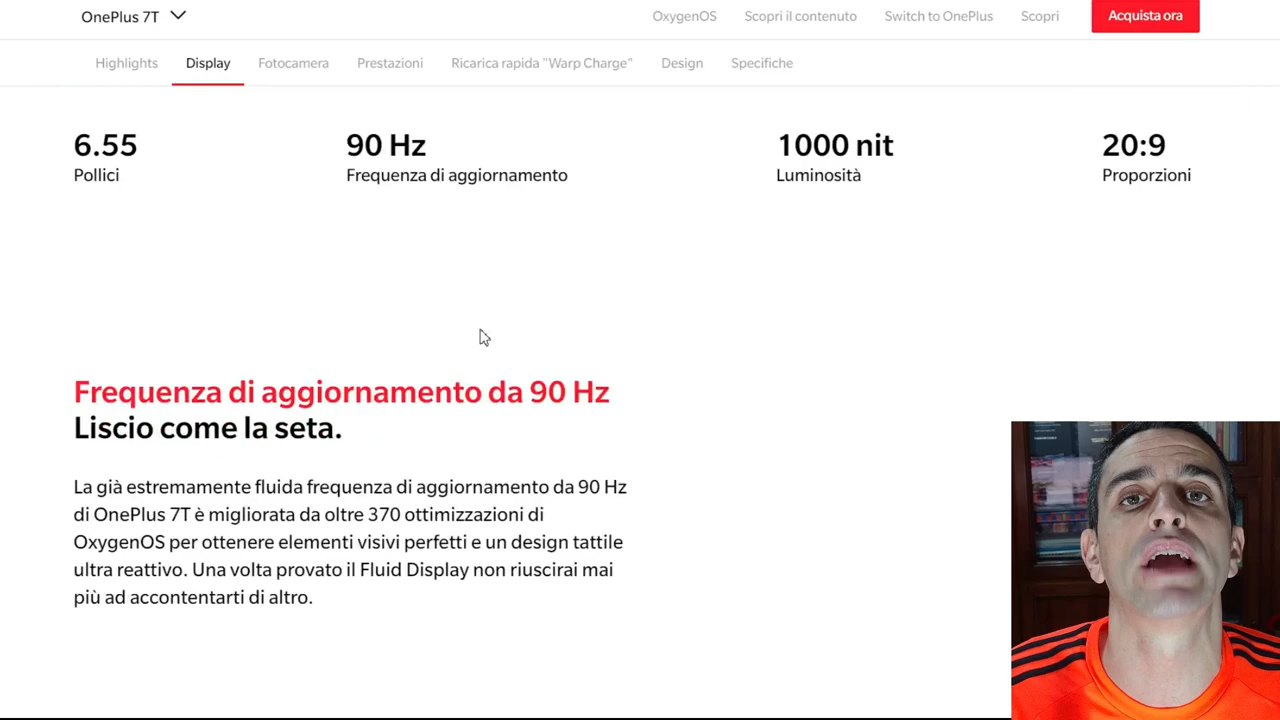 OnePlus 7T
OxygenOS Scopri il contenuto Switch to OnePlus Scopri Acquista ora
Highlights Display Fotocamera Prestazioni Ricarica rapida "Warp Charge" Design Specifiche
6.55 90 Hz 1000 nit 20:9
Pollici Frequenza di aggiornamento Luminosità Proporzioni
Frequenza di aggiornamento da 90 Hz
Liscio come la seta.
La già estremamente fluida frequenza di aggiornamento da 90 Hz
di OnePlus 7T è migliorata da oltre 370 ottimizzazioni di
OxygenOS per ottenere elementi visivi perfetti e un design tattile
ultra reattivo. Una volta provato il Fluid Display non riuscirai mai
più ad accontentarti di altro.